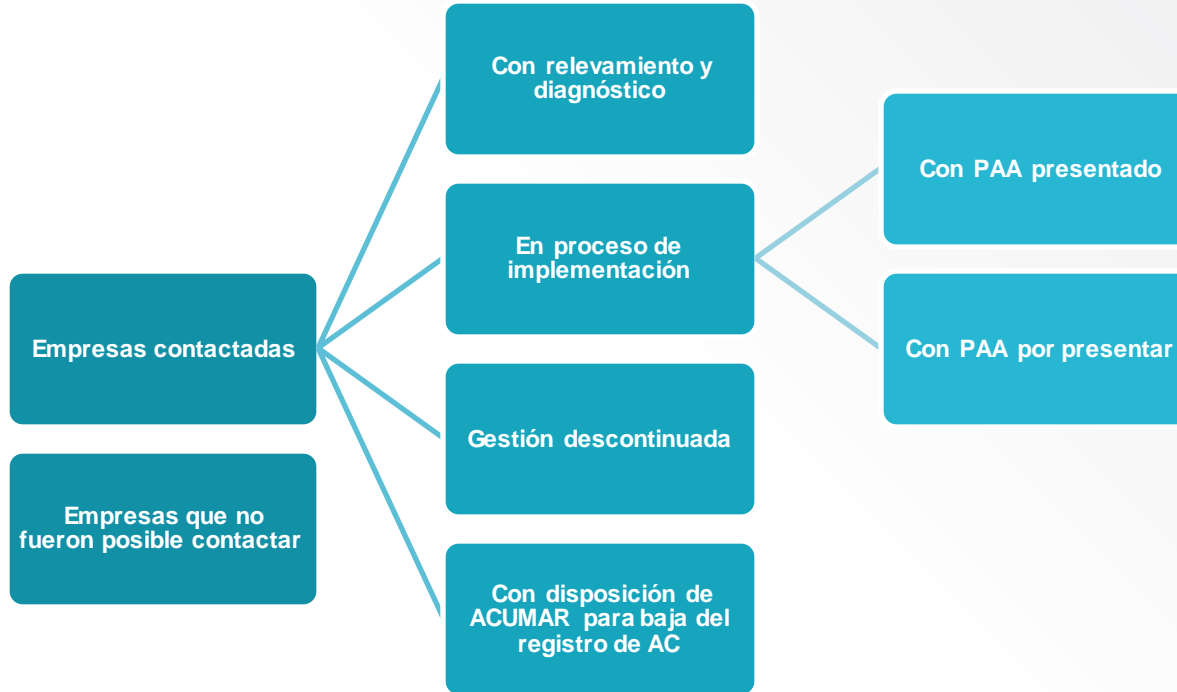 Empresas contactadas
Empresas que no
fueron posible contactar
Con relevamiento y
diagnóstico
En proceso de
implementación
Gestión descontinuada
Con disposición de
ACUMAR para baja del
registro de AC
Con PAA presentado
Con PAA por presentar